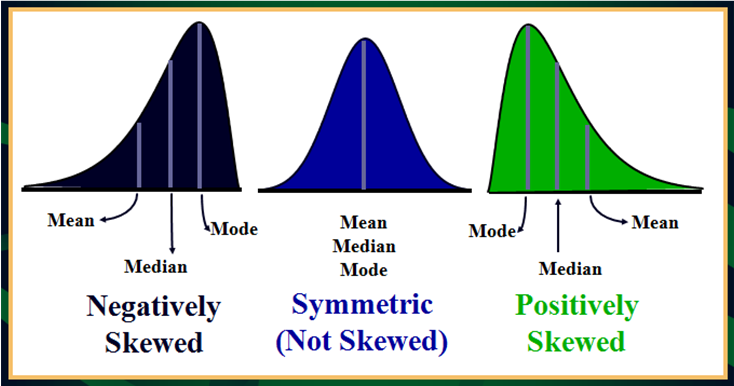 Mean
Median
Mode
Negatively
Skewed
Mean
Median
Mode
Symmetric
(Not Skewed)
Mode
Median
Mean
Positively
Skewed